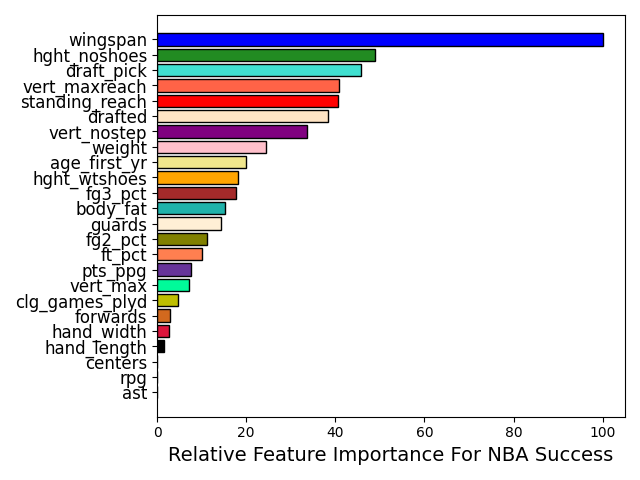 wingspan
hght_noshoes
draft_pick
vert_maxreach
standing_reach
drafted
vert_nostep
weight
age_first_yr
hght_wtshoes
fg3_pct
body_fat
guards
fg2_pct
ft_pct
pts_ppg
vert_max
clg_games_plyd
forwards
hand_width
hand_length
centers
rpg
ast
0 20 40 60 80 100
Relative Feature Importance For NBA Success